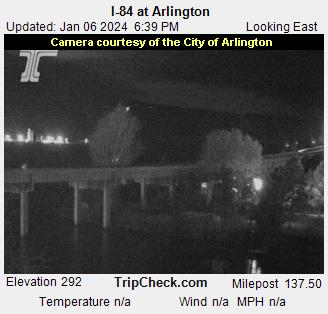 I-84 at Arlington
Updated: Jan 06 2024 6:39 PM Looking East
Camera courtesy of the City of Arlington
Elevation 292 TripCheck.com Milepost 137.50
Temperature n/a Wind n/a MPH n/a